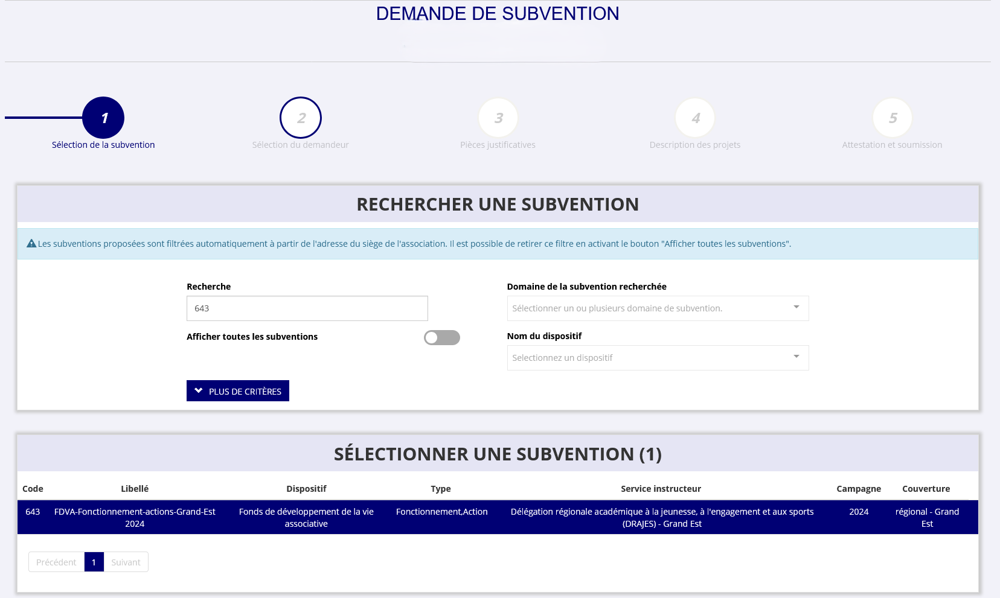 DEMANDE DE SUBVENTION
1
2
3
4
5
Sélection de la subvention
Sélection du demandeur
Pièces justificatives
Description des projets
Attestation et soumission
RECHERCHER UNE SUBVENTION
Les subventions proposées sont filtrées automatiquement à partir de l'adresse du siège de l'association. Il est possible de retirer ce filtre en activant le bouton "Afficher toutes les subventions".
Recherche
643
Afficher toutes les subventions
Domaine de la subvention recherchée
Sélectionner un ou plusieurs domaine de subvention.
Nom du dispositif
Selectionnez un dispositif
PLUS DE CRITÈRES
SÉLECTIONNER UNE SUBVENTION (1)
Code Libellé Dispositif Type Service instructeur Campagne Couverture
643 FDVA-Fonctionnement-actions-Grand-Est Fonds de développement de la vie Fonctionnement,Action Délégation régionale académique à la jeunesse, à l'engagement et aux sports 2024 régional - Grand
2024 associative (DRAJES) - Grand Est Est
Précédent 1 Suivant